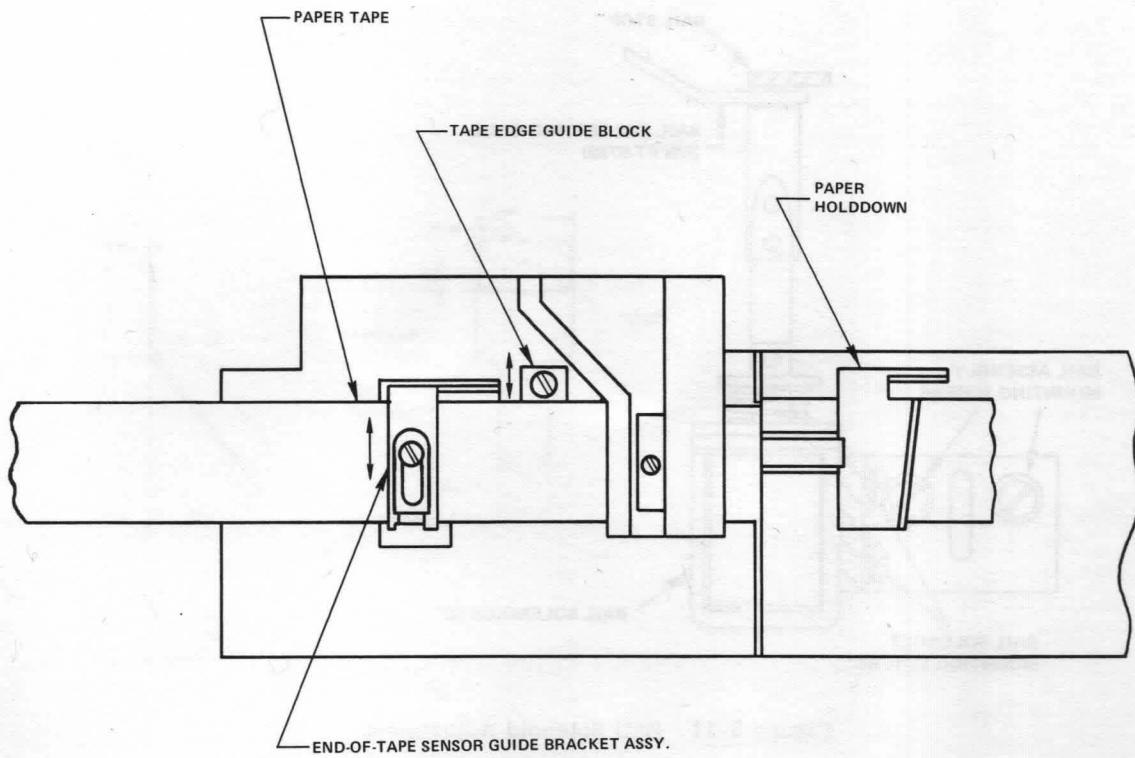 PAPER TAPE
TAPE EDGE GUIDE BLOCK
PAPER
HOLDDOWN
END-OF-TAPE SENSOR GUIDE BRACKET ASSY.